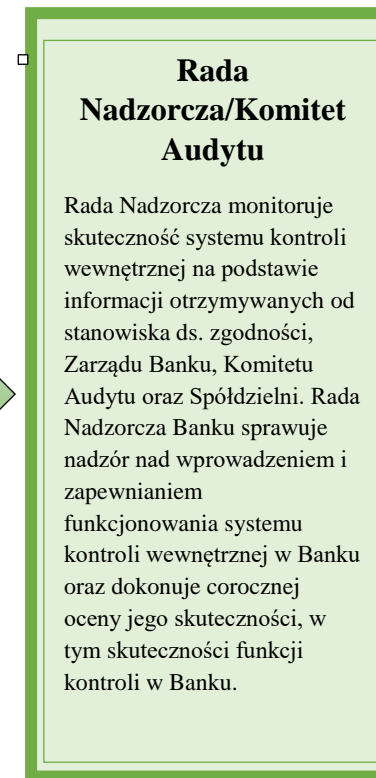 Rada
Nadzorcza/Komitet
Audytu
Rada Nadzorcza monitoruje
skuteczność systemu kontroli
wewnętrznej na podstawie
informacji otrzymywanych od
stanowiska ds. zgodności,
Zarządu Banku, Komitetu
Audytu oraz Spółdzielni. Rada
Nadzorcza Banku sprawuje
nadzór nad wprowadzeniem i
zapewnianiem
funkcjonowania systemu
kontroli wewnętrznej w Banku
oraz dokonuje corocznej
oceny jego skuteczności, w
tym skuteczności funkcji
kontroli w Banku.